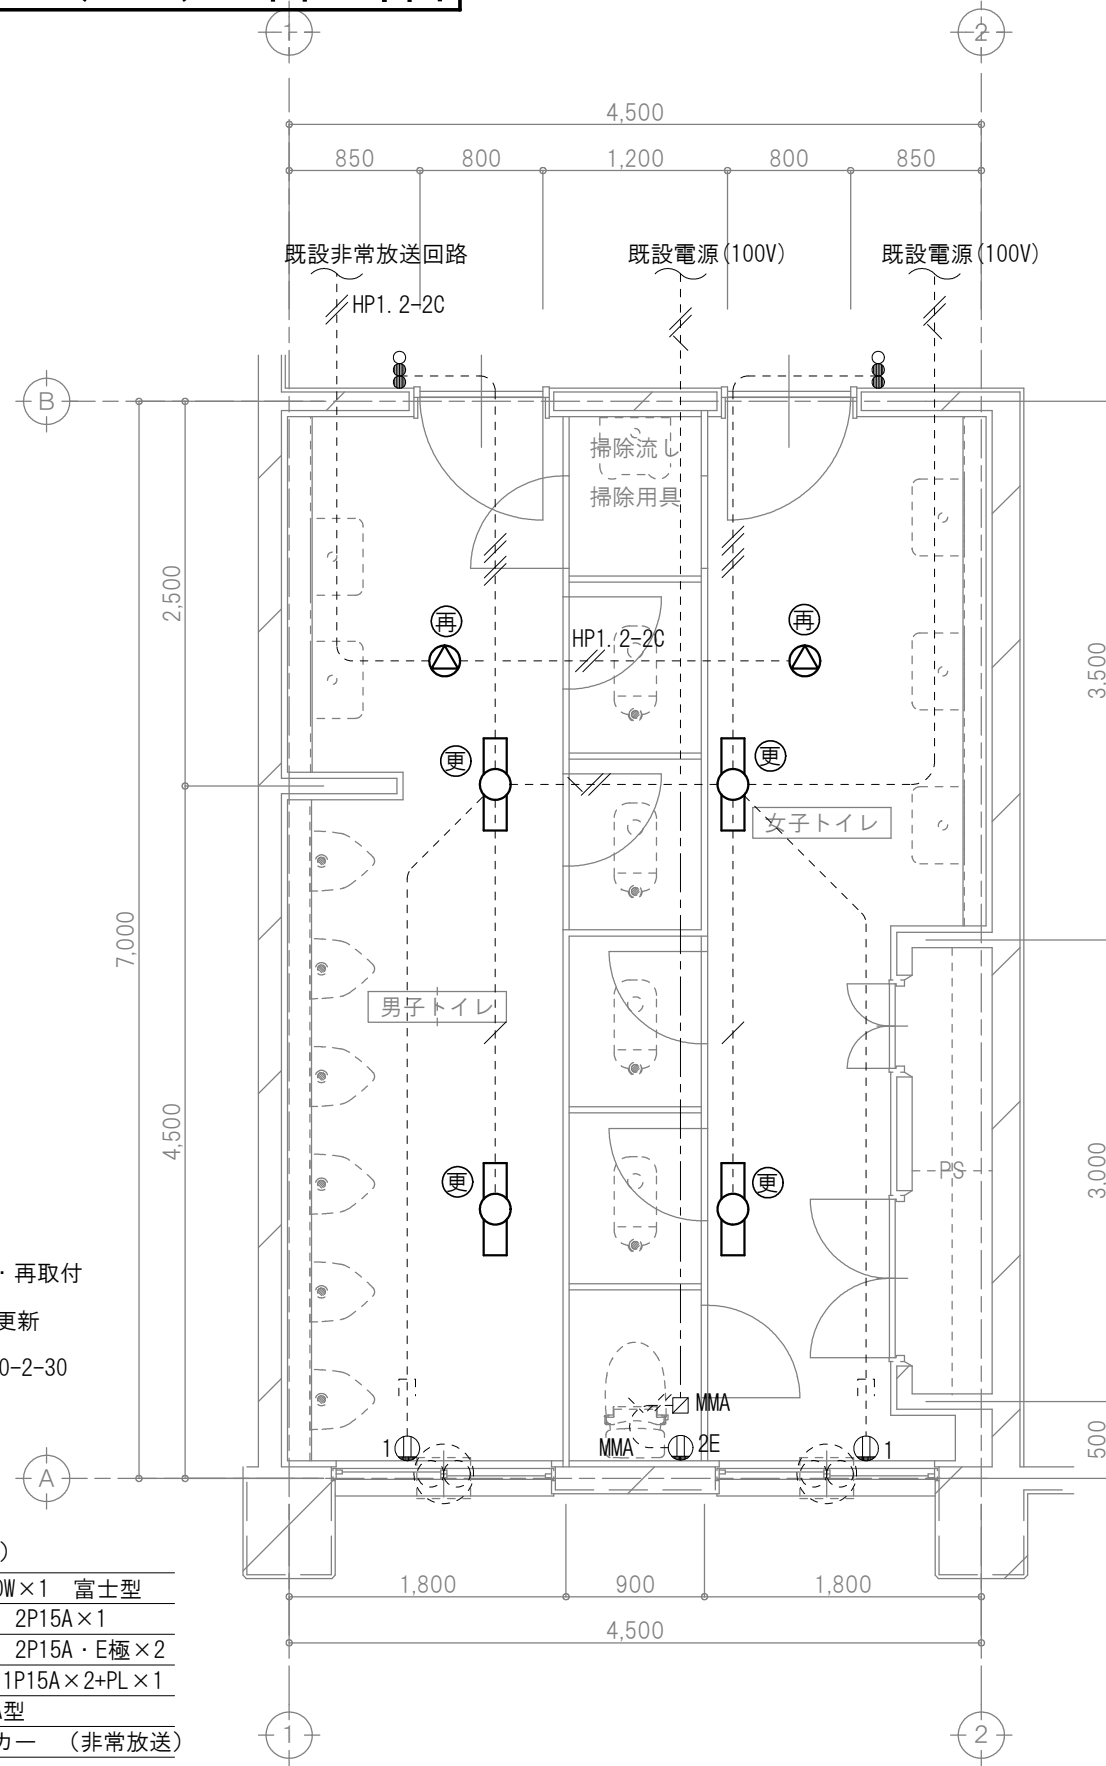 1
2
4,500
850
800
1,200
800
850
既設非常放送回路
既設電源(100V)
既設電源(100V)
HP1.2-2C
B
掃除流し
掃除用具
2,500
再
再
HP1.2-2C
3,500
更
更
女子トイレ
7,000
男子トイレ
4,500
更
更
PS
3,000
・再取付
更新
0-2-30
MMA
1
MMA
2E
1
500
A
)
0W×1 富士型
2P15A×1
2P15A・E極×2
1P15A×2+PL×1
A型
カー (非常放送)
1,800
900
1,800
4,500
1
2